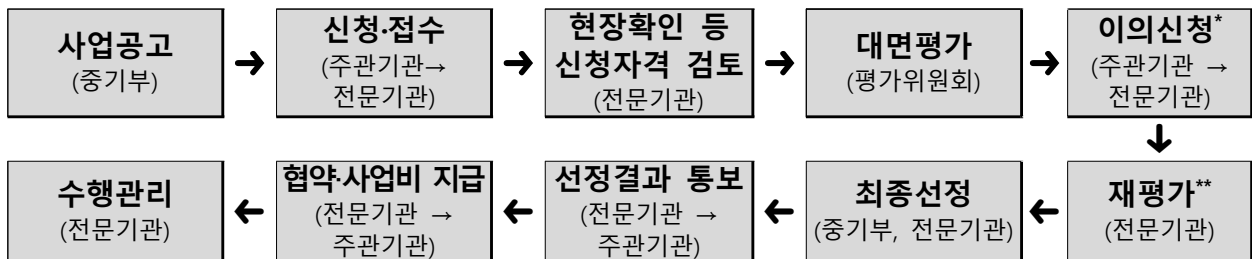 사업공고
(중기부)
신청·접수
(주관기관→
전문기관)
현장확인 등
신청자격 검토
(전문기관)
대면평가
(평가위원회)
이의신청*
(주관기관 →
전문기관)
재평가**
(전문기관)
최종선정
(중기부, 전문기관)
선정결과 통보
(전문기관 →
주관기관)
협약·사업비 지급
(전문기관 →
주관기관)
수행관리
(전문기관)